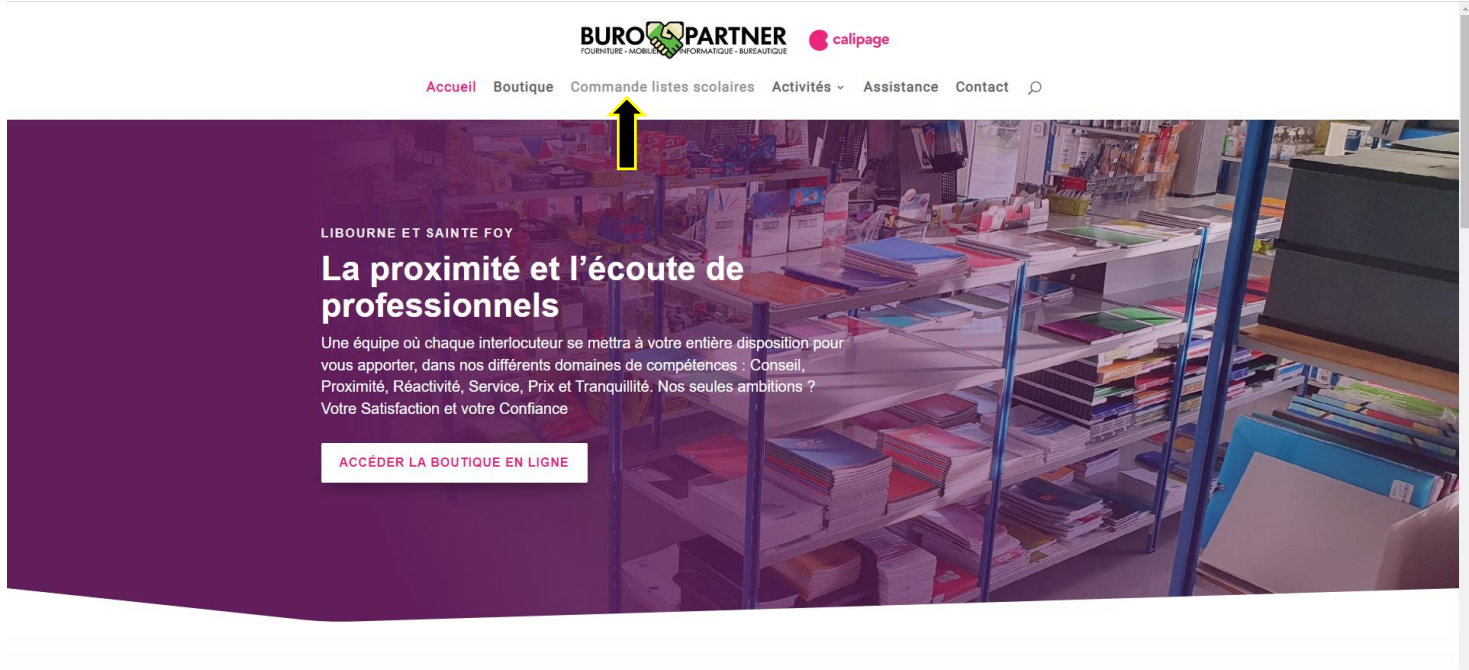 BURO PARTNER
FOURNITURE - MOBILIER INFORMATIQUE - BUREAUTIQUE
calipage
Accueil Boutique Commande listes scolaires Activités Assistance Contact
LIBOURNE ET SAINTE FOY
La proximité et l'écoute de
professionnels
Une équipe où chaque interlocuteur se mettra à votre entière disposition pour
vous apporter, dans nos différents domaines de compétences : Conseil,
Proximité, Réactivité, Service, Prix et Tranquillité. Nos seules ambitions ?
Votre Satisfaction et votre Confiance
ACCÉDER LA BOUTIQUE EN LIGNE